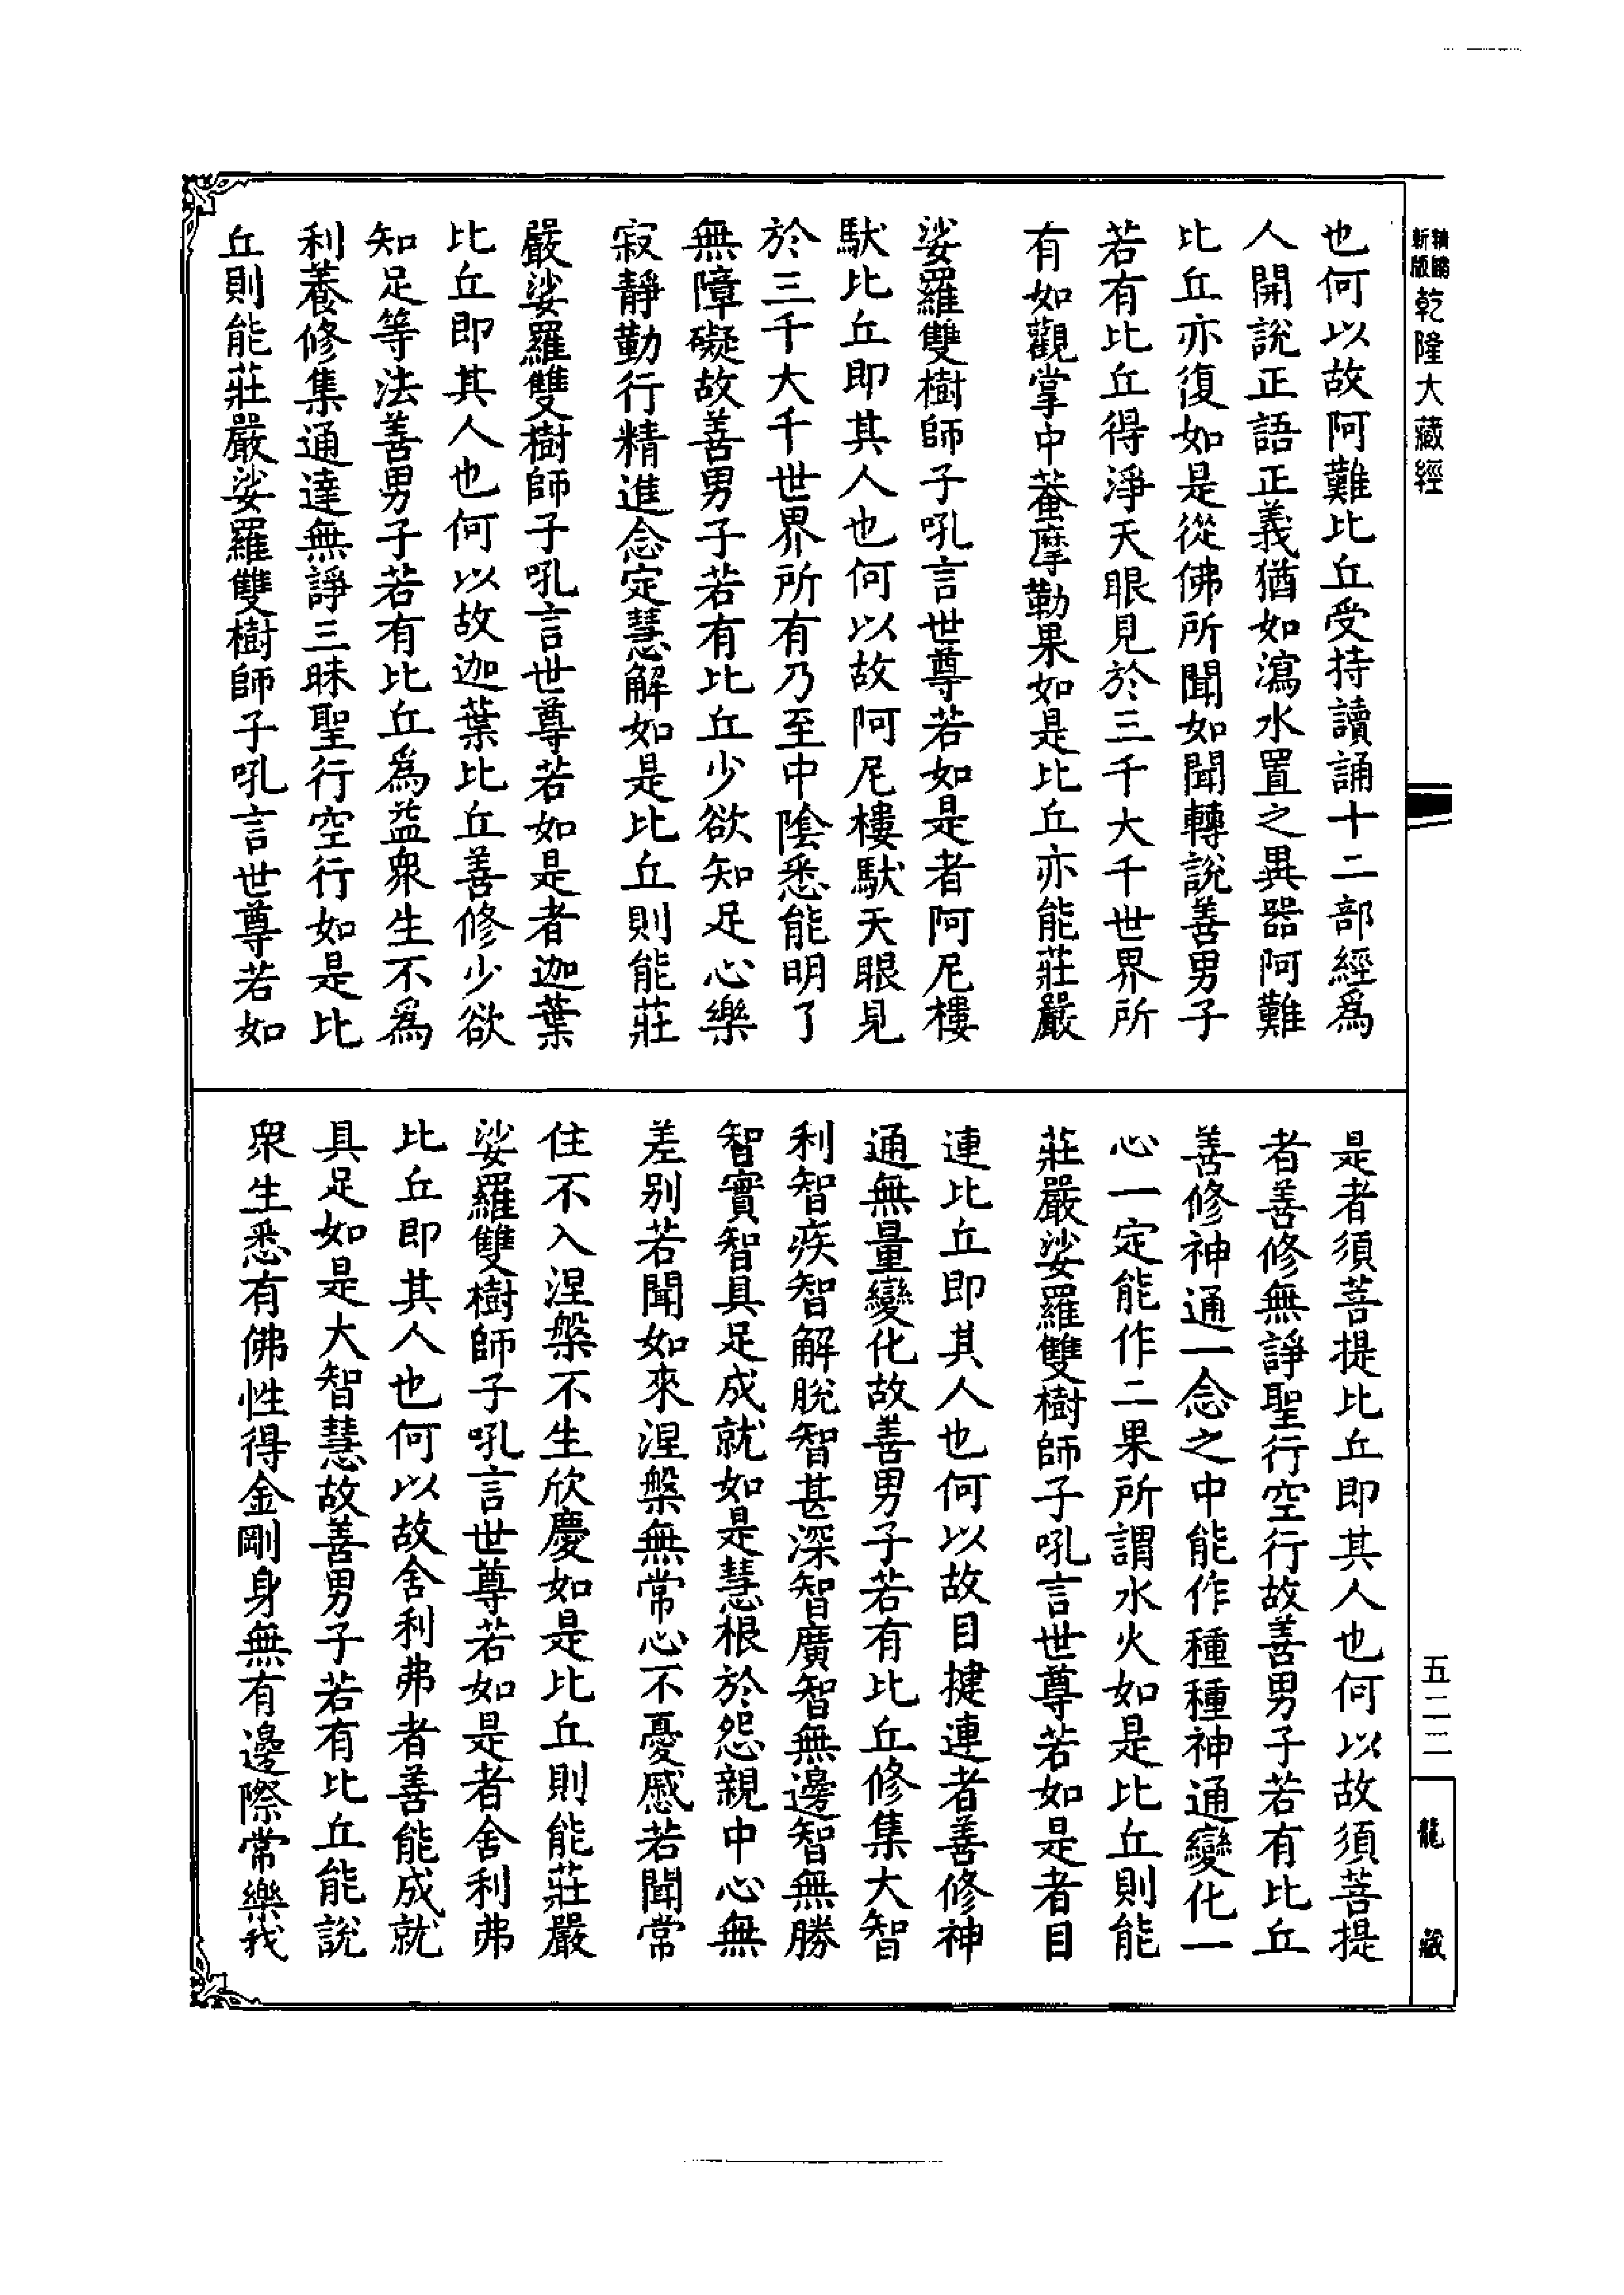 新版
精縮
乾隆大藏經
也何以故阿難比丘受持讀誦十二部經爲
人開說正語正義猶如瀉水置之異器阿難
比丘亦復如是從佛所聞如聞轉說善男子
若有比丘得淨天眼見於三千大千世界所
有如觀掌中菴摩勒果如是比丘亦能莊嚴
娑羅雙樹師子吼言世尊若如是者阿尼樓
馱比丘即其人也何以故阿尼樓馱天眼見
於三千大千世界所有乃至中陰悉能明了
無障礙故善男子若有比丘少欲知足心樂
寂靜勤行精進念定慧解如是比丘則能莊
嚴娑羅雙樹師子吼言世尊若如是者迦葉
比丘即其人也何以故迦葉比丘善修少欲
知足等法善男子若有比丘爲益衆生不爲
利養修集通達無諍三昧聖行空行如是比
丘則能莊嚴娑羅雙樹師子吼言世尊若如
是者須菩提比丘即其人也何以故須菩提
者善修無諍聖行空行故善男子若有比丘
善修神通一念之中能作種種神通變化一
心一定能作二果所謂水火如是比丘則能
莊嚴娑羅雙樹師子吼言世尊若如是者目
連比丘即其人也何以故目揵連者善修神
通無量變化故善男子若有比丘修集大智
利智疾智解脫智甚深智廣智無邊智無勝
智實智具足成就如是慧根於怨親中心無
差別若聞如來涅槃無常心不憂慼若聞常
住不入涅槃不生欣慶如是比丘則能莊嚴
娑羅雙樹師子吼言世尊若如是者舍利弗
比丘即其人也何以故舍利弗者善能成就
具足如是大智慧故善男子若有比丘能說
衆生悉有佛性得金剛身無有邊際常樂我
五二二
龍藏